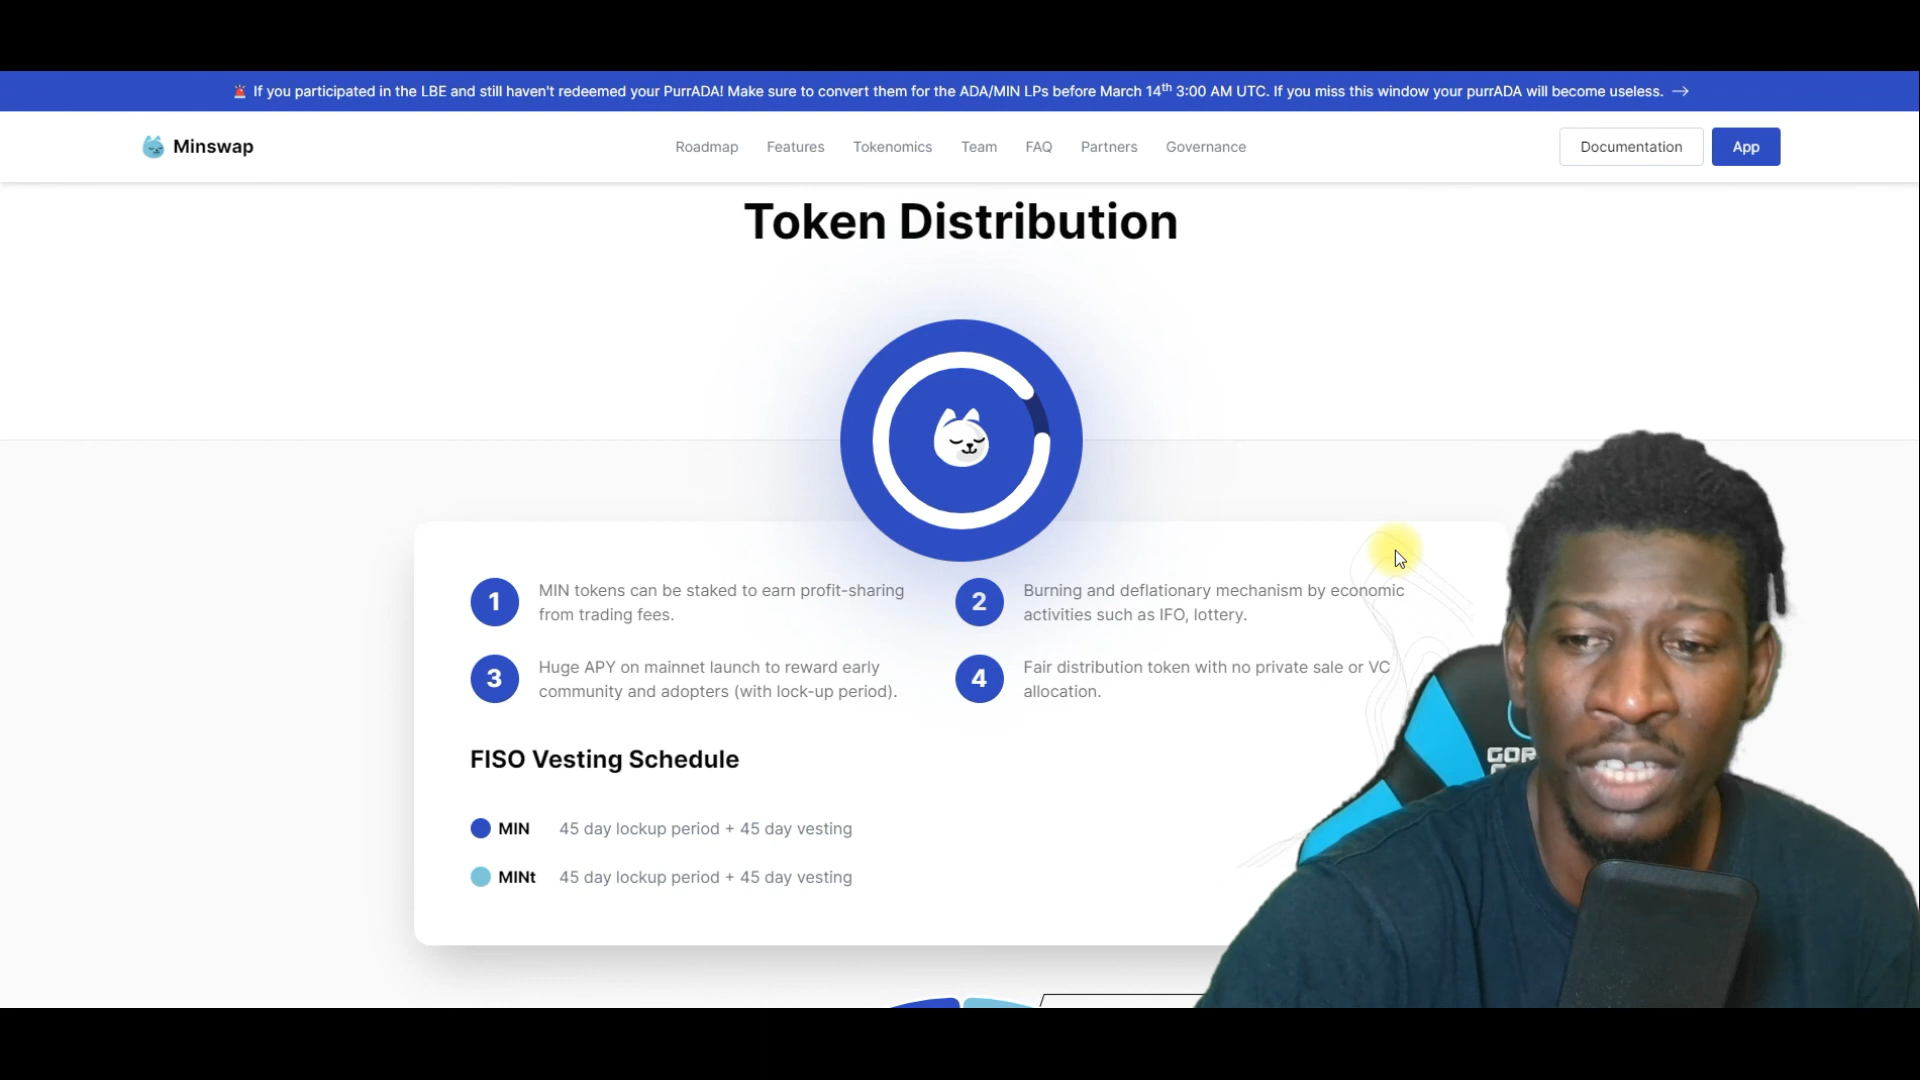 🚨 If you participated in the LBE and still haven't redeemed your PurrADA! Make sure to convert them for the ADA/MIN LPs before March 14th 3:00 AM UTC. If you miss this window your purrADA will become useless. →
Minswap
Roadmap Features Tokenomics Team FAQ Partners Governance
Documentation App
Token Distribution
1 MIN tokens can be staked to earn profit-sharing
from trading fees.
2 Burning and deflationary mechanism by economic
activities such as IFO, lottery.
3 Huge APY on mainnet launch to reward early
community and adopters (with lock-up period).
4 Fair distribution token with no private sale or VC
allocation.
FISO Vesting Schedule
MIN 45 day lockup period + 45 day vesting
MINt 45 day lockup period + 45 day vesting